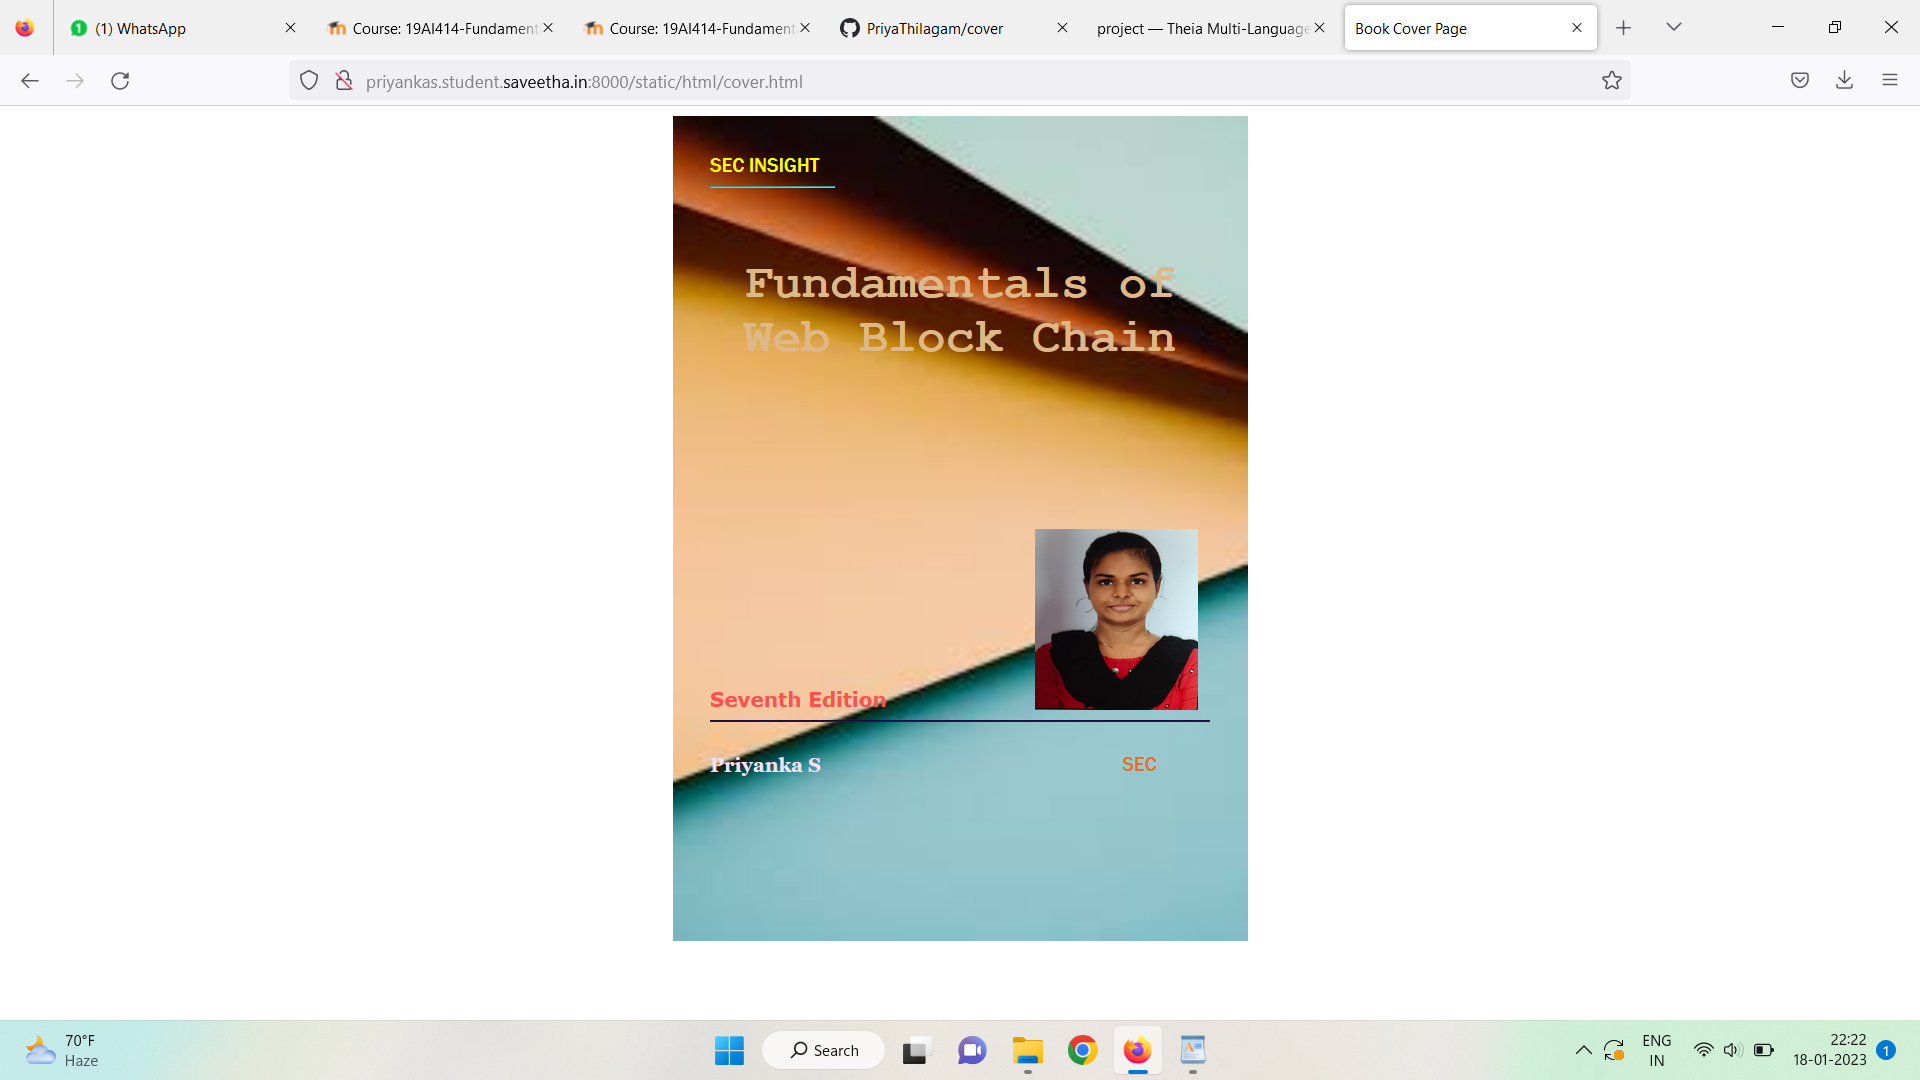 (1) WhatsApp
Course: 19AI414-Fundament
Course: 19AI414-Fundament
PriyaThilagam/cover
project — Theia Multi-Language
Book Cover Page
priyankas.student.saveetha.in:8000/static/html/cover.html
SEC INSIGHT
Fundamentals of
Web Block Chain
Seventh Edition
Priyanka S
SEC
70°F
Haze
Search
ENG
IN
22:22
18-01-2023
1